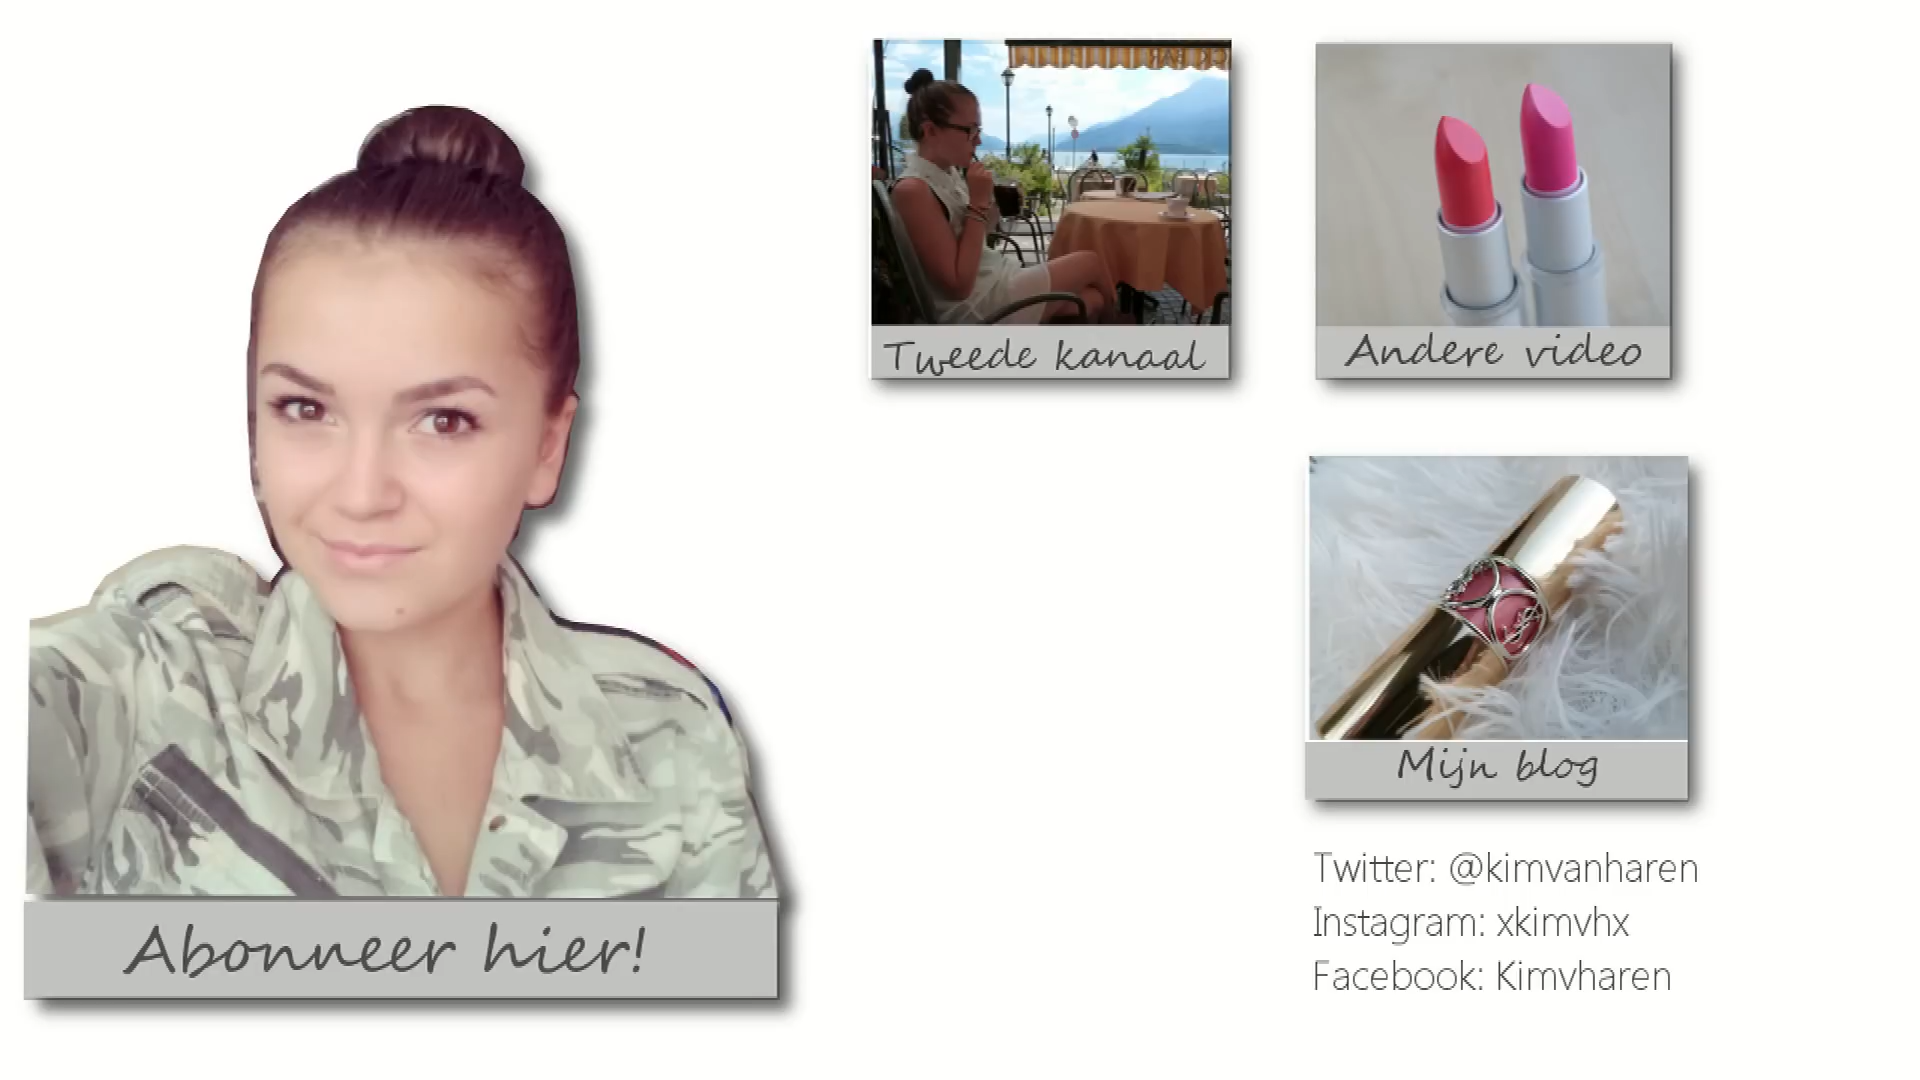 Tweede kanaal
Andere video
Mijn blog
Twitter: @kimvanharen
Instagram: xkimvhx
Facebook: Kimvharen
Abonneer hier!